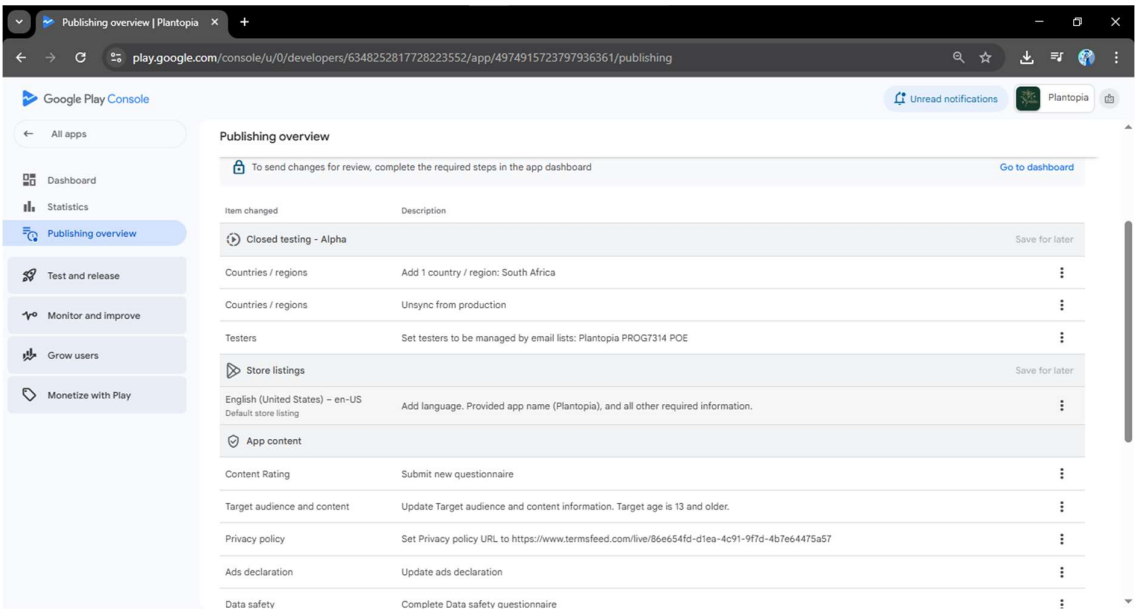 Publishing overview | Plantopia
play.google.com/console/u/0/developers/6348252817728223552/app/4974915723797936361/publishing
Google Play Console
Unread notifications
Plantopia
All apps
Publishing overview
To send changes for review, complete the required steps in the app dashboard
Go to dashboard
Dashboard
Statistics
Publishing overview
Test and release
Monitor and improve
Grow users
Monetize with Play
Item changed Description
Closed testing - Alpha Save for later
Countries / regions Add 1 country / region: South Africa
Countries / regions Unsync from production
Testers Set testers to be managed by email lists: Plantopia PROG7314 POE
Store listings Save for later
English (United States) – en-US Add language. Provided app name (Plantopia), and all other required information.
Default store listing
App content
Content Rating Submit new questionnaire
Target audience and content Update Target audience and content information. Target age is 13 and older.
Privacy policy Set Privacy policy URL to https://www.termsfeed.com/live/86e654fd-d1ea-4c91-9f7d-4b7e64475a57
Ads declaration Update ads declaration
Data safety Complete Data safety questionnaire